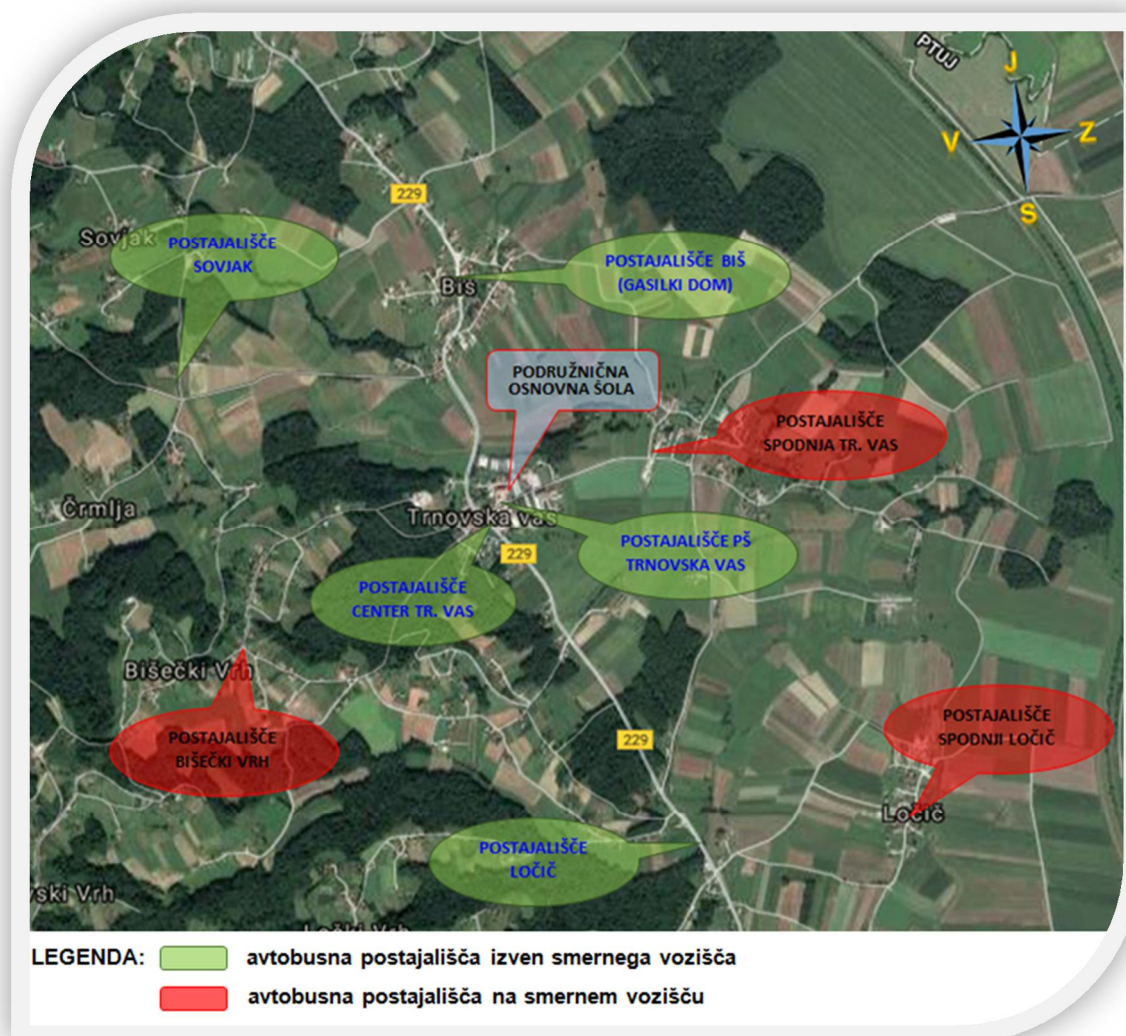 PTUJ
J
V
Z
S
229
Sovjak
POSTAJALIŠČE
SOVJAK
POSTAJALIŠČE BIŠ
(GASILKI DOM)
Biš
PODRUŽNIČNA
OSNOVNA ŠOLA
POSTAJALIŠČE
SPODNJA TR. VAS
Črmlja
Trnovska vas
229
POSTAJALIŠČE PŠ
TRNOVSKA VAS
POSTAJALIŠČE
CENTER TR. VAS
Bišečki Vrh
POSTAJALIŠČE
BIŠEČKI VRH
229
POSTAJALIŠČE
SPODNJI LOČIČ
Ločič
POSTAJALIŠČE
LOČIČ
vski Vrh
LEGENDA:
avtobusna postajališča izven smernega vozišča
avtobusna postajališča na smernem vozišču